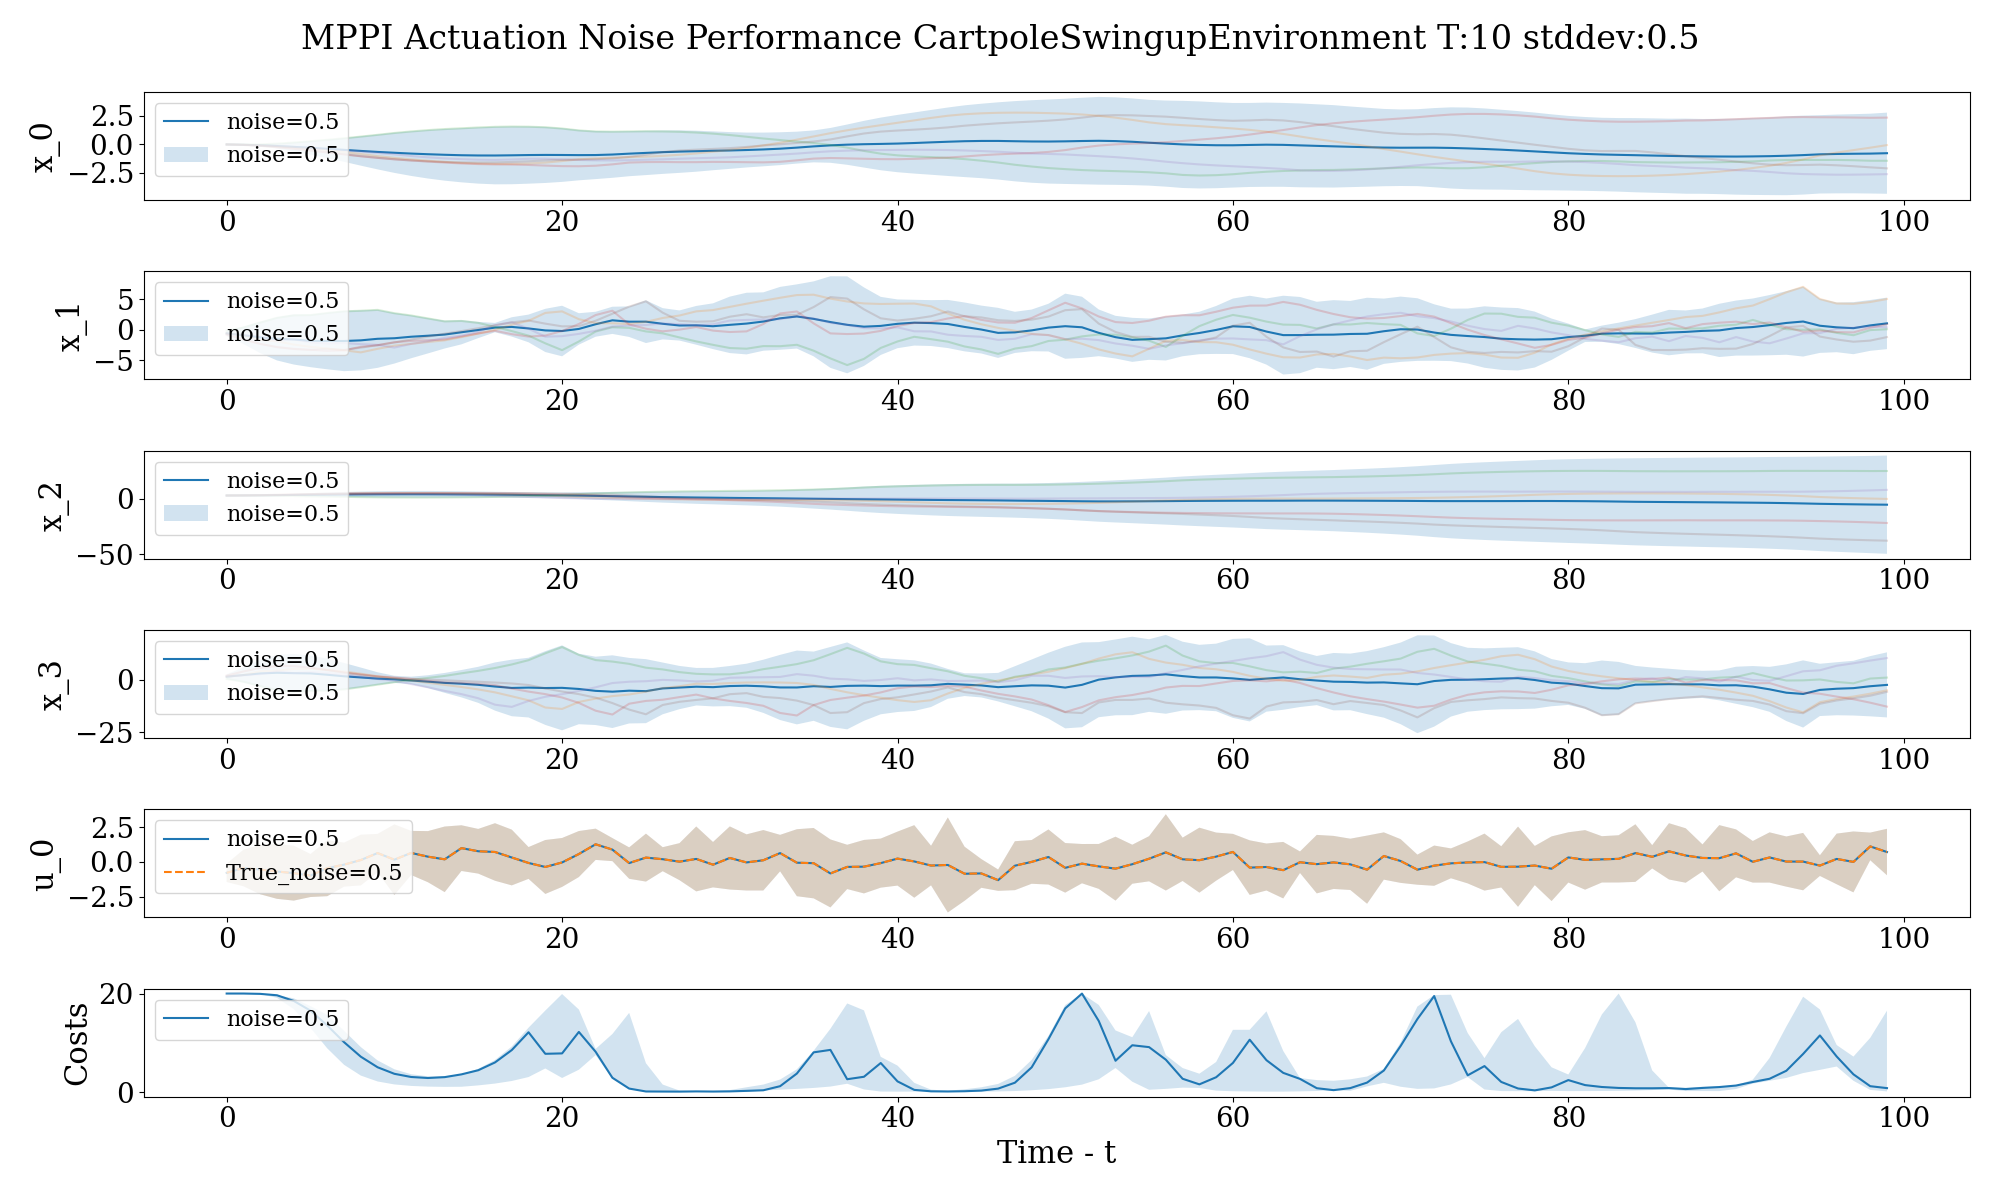 MPPI Actuation Noise Performance CartpoleSwingupEnvironment T:10 stddev:0.5
x_0
2.5
0.0
−2.5
noise=0.5
noise=0.5
0 20 40 60 80 100
x_1
5
0
−5
noise=0.5
noise=0.5
0 20 40 60 80 100
x_2
0
−50
noise=0.5
noise=0.5
0 20 40 60 80 100
x_3
0
−25
noise=0.5
noise=0.5
0 20 40 60 80 100
u_0
2.5
0.0
−2.5
noise=0.5
True_noise=0.5
0 20 40 60 80 100
Costs
20
0
noise=0.5
0 20 40 60 80 100
Time - t